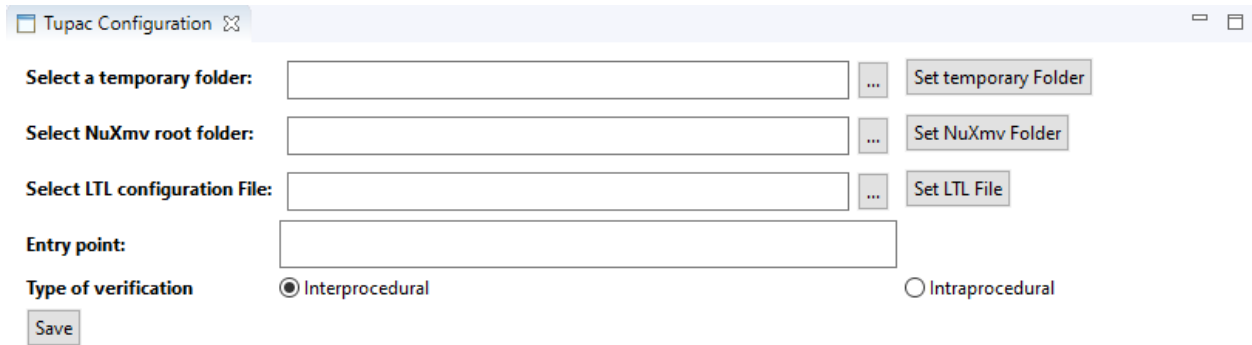 Tupac Configuration
Select a temporary folder: ... Set temporary Folder
Select NuXmv root folder: ... Set NuXmv Folder
Select LTL configuration File: ... Set LTL File
Entry point:
Type of verification Interprocedural Intraprocedural
Save